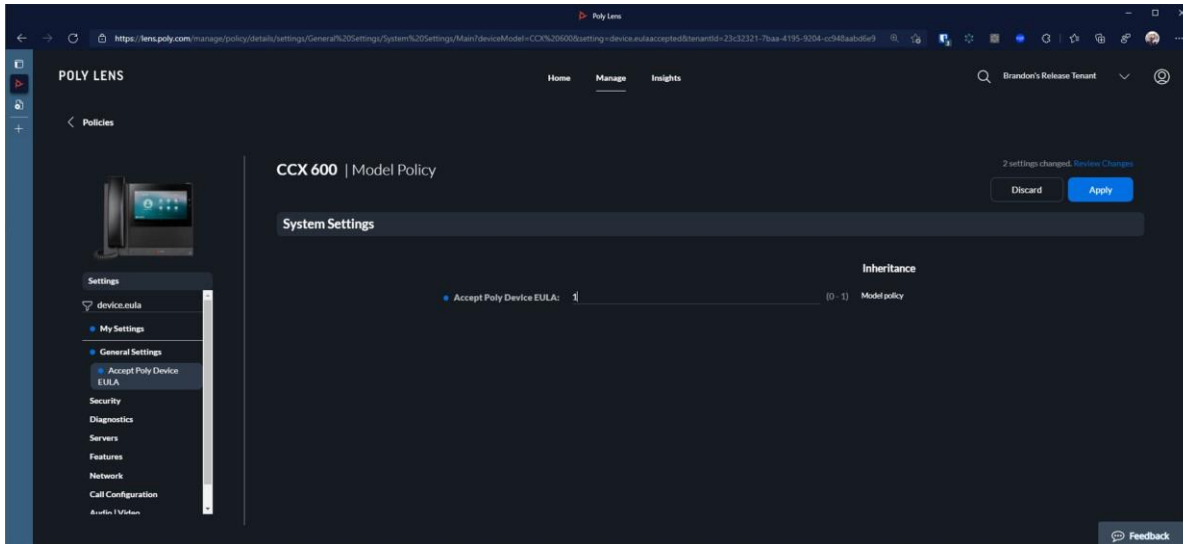 Poly Lens
https://lens.poly.com/manage/policy/details/settings/General%20Settings/System%20Settings/Main?deviceModel=CCX%20600&setting=device.eulaaccepted&tenantId=23c32321-7baa-4195-9204-cc948aabd6e9
POLY LENS
Home Manage Insights
Brandon's Release Tenant
Policies
CCX 600 | Model Policy
2 settings changed. Review Changes
Discard Apply
System Settings
Inheritance
Accept Poly Device EULA: 1 (0 - 1) Model policy
Settings
device.eula
My Settings
General Settings
Accept Poly Device
EULA
Security
Diagnostics
Servers
Features
Network
Call Configuration
Audio | Video
Feedback